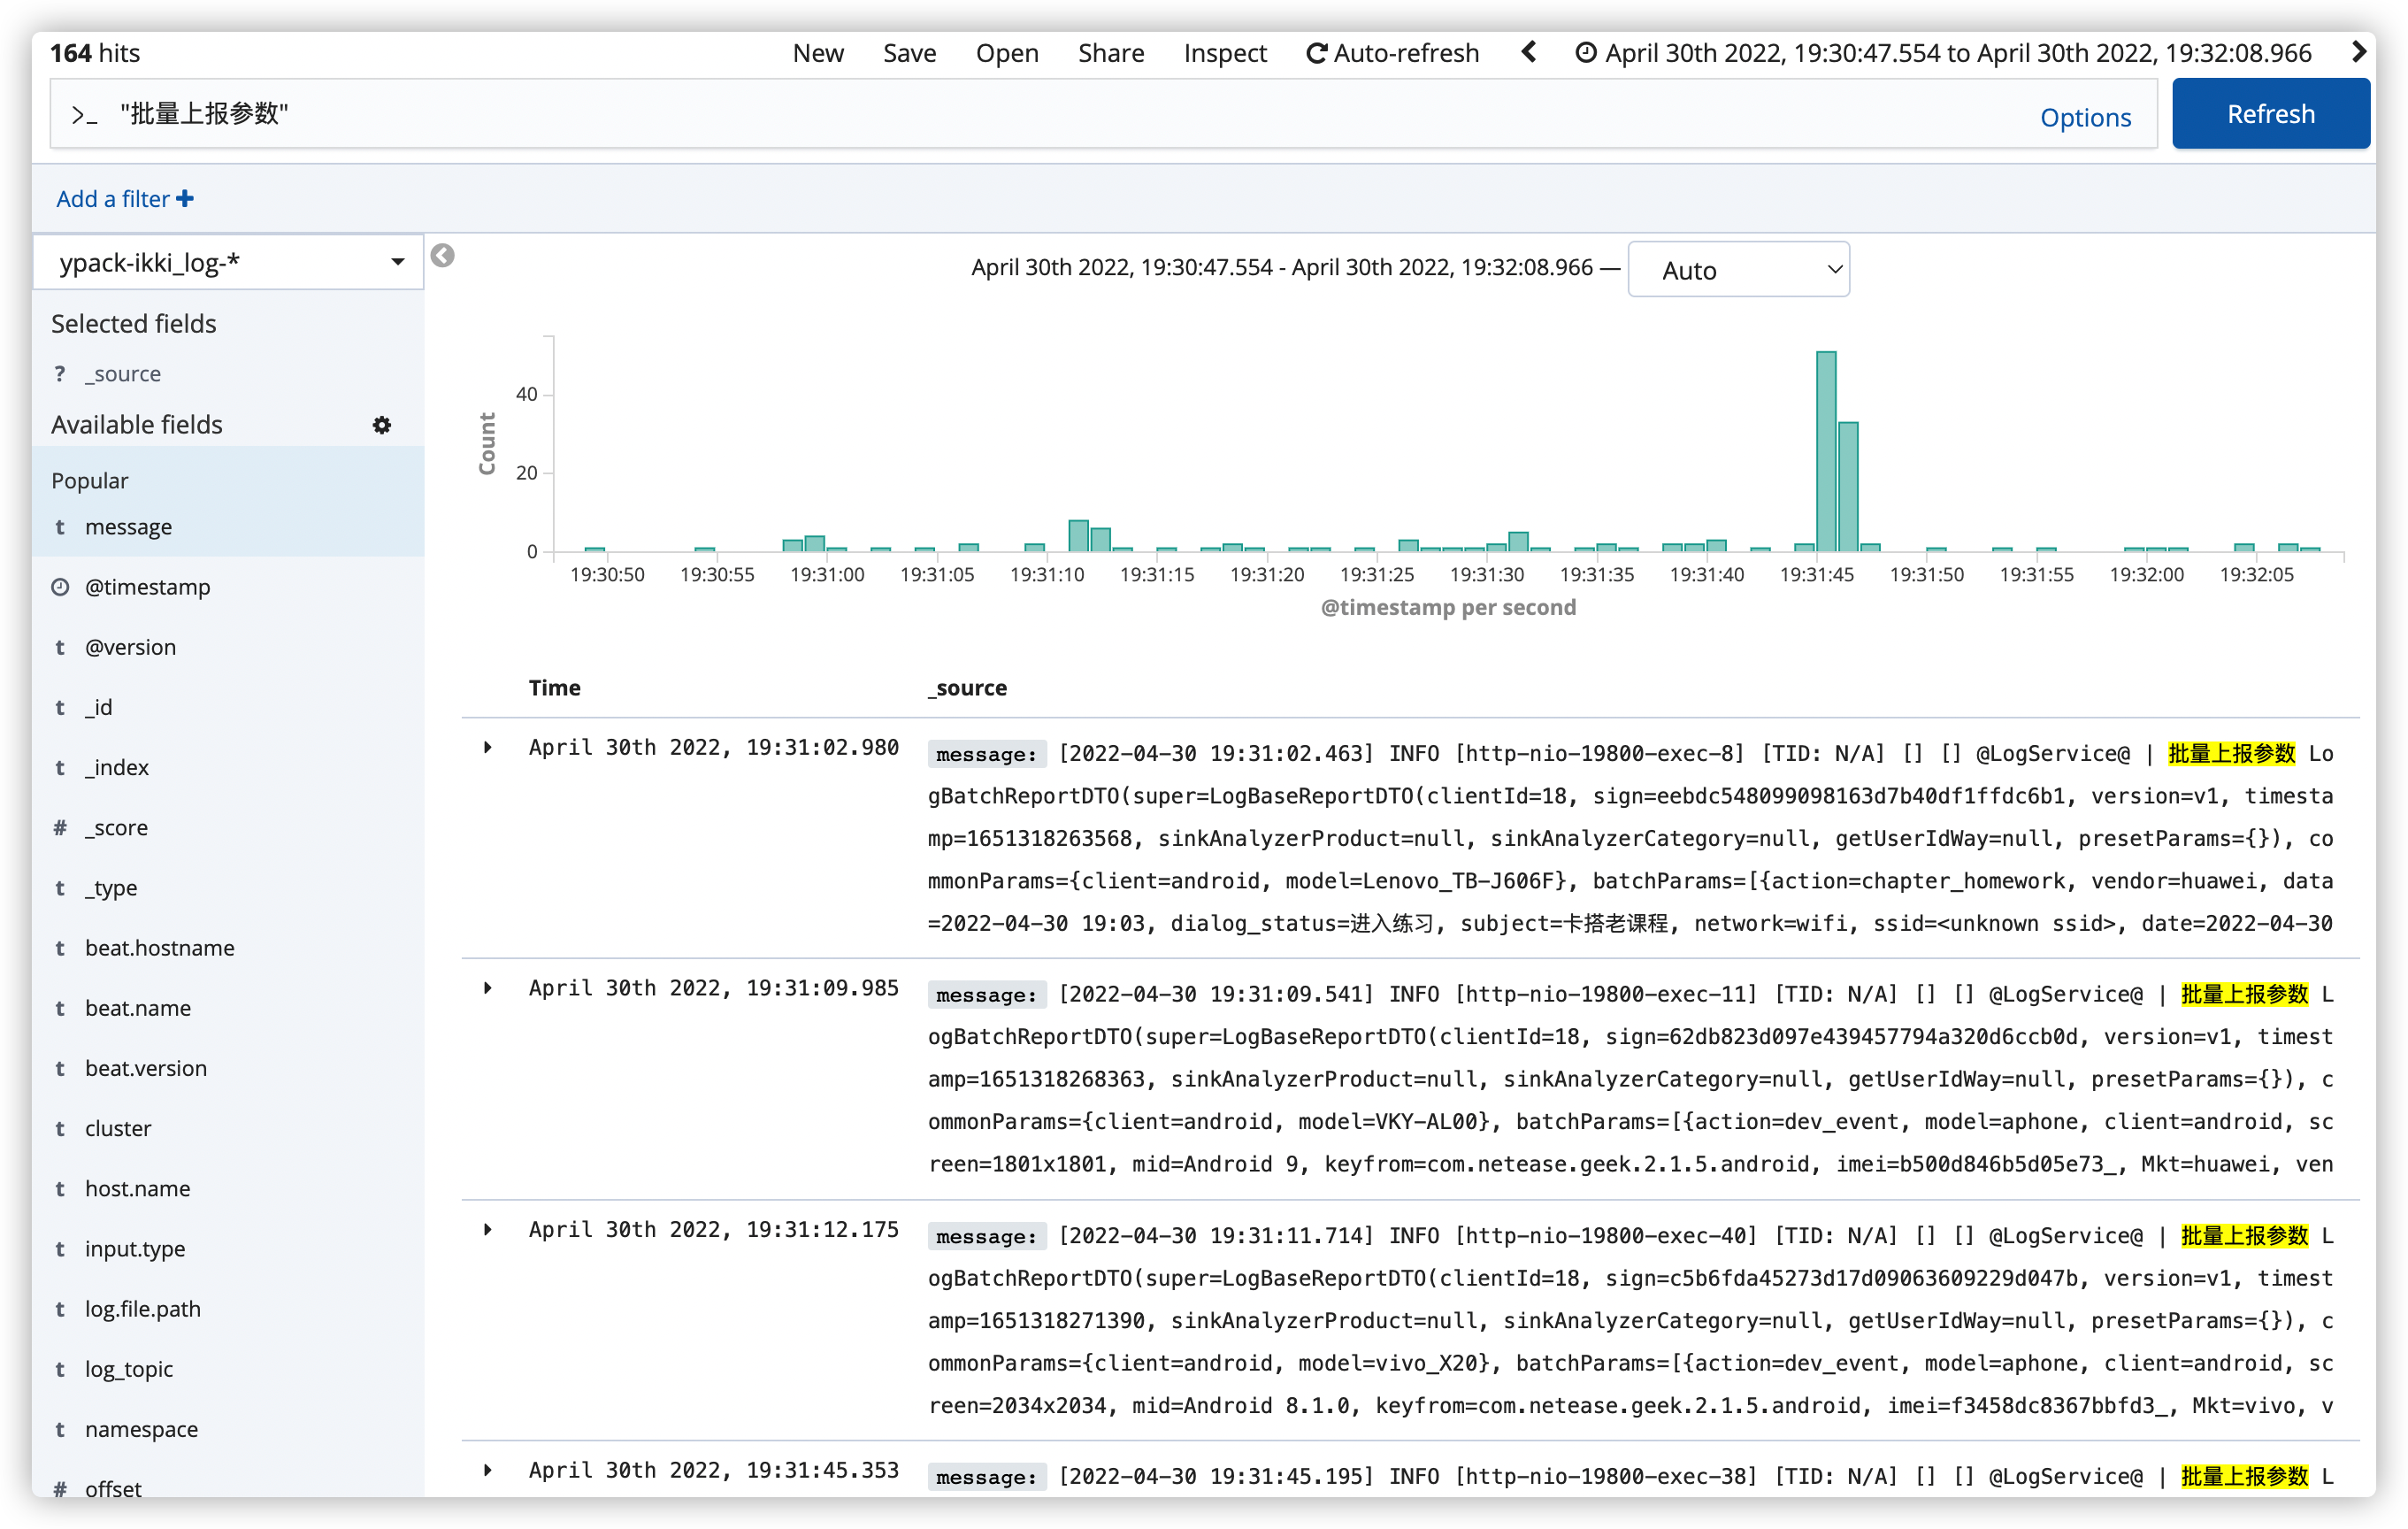 164 hits New Save Open Share Inspect Auto-refresh April 30th 2022, 19:30:47.554 to April 30th 2022, 19:32:08.966
>_ "批量上报参数" Options Refresh
Add a filter
ypack-ikki_log-*
Selected fields
? _source
Available fields
Popular
t message
@timestamp
t @version
t _id
t _index
# _score
t _type
t beat.hostname
t beat.name
t beat.version
t cluster
t host.name
t input.type
t log.file.path
t log_topic
t namespace
# offset
April 30th 2022, 19:30:47.554 - April 30th 2022, 19:32:08.966 — Auto
Count
40
20
0
19:30:50 19:30:55 19:31:00 19:31:05 19:31:10 19:31:15 19:31:20 19:31:25 19:31:30 19:31:35 19:31:40 19:31:45 19:31:50 19:31:55 19:32:00 19:32:05
@timestamp per second
Time _source
April 30th 2022, 19:31:02.980 message: [2022-04-30 19:31:02.463] INFO [http-nio-19800-exec-8] [TID: N/A] [] [] @LogService@ | 批量上报参数 Lo
gBatchReportDTO(super=LogBaseReportDTO(clientId=18, sign=eebdc548099098163d7b40df1ffdc6b1, version=v1, timesta
mp=1651318263568, sinkAnalyzerProduct=null, sinkAnalyzerCategory=null, getUserIdWay=null, presetParams={}), co
mmonParams={client=android, model=Lenovo_TB-J606F}, batchParams=[{action=chapter_homework, vendor=huawei, data
=2022-04-30 19:03, dialog_status=进入练习, subject=卡搭老课程, network=wifi, ssid=<unknown ssid>, date=2022-04-30
April 30th 2022, 19:31:09.985 message: [2022-04-30 19:31:09.541] INFO [http-nio-19800-exec-11] [TID: N/A] [] [] @LogService@ | 批量上报参数 L
ogBatchReportDTO(super=LogBaseReportDTO(clientId=18, sign=62db823d097e439457794a320d6ccb0d, version=v1, timest
amp=1651318268363, sinkAnalyzerProduct=null, sinkAnalyzerCategory=null, getUserIdWay=null, presetParams={}), c
ommonParams={client=android, model=VKY-AL00}, batchParams=[{action=dev_event, model=aphone, client=android, sc
reen=1801x1801, mid=Android 9, keyfrom=com.netease.geek.2.1.5.android, imei=b500d846b5d05e73_, Mkt=huawei, ven
April 30th 2022, 19:31:12.175 message: [2022-04-30 19:31:11.714] INFO [http-nio-19800-exec-40] [TID: N/A] [] [] @LogService@ | 批量上报参数 L
ogBatchReportDTO(super=LogBaseReportDTO(clientId=18, sign=c5b6fda45273d17d09063609229d047b, version=v1, timest
amp=1651318271390, sinkAnalyzerProduct=null, sinkAnalyzerCategory=null, getUserIdWay=null, presetParams={}), c
ommonParams={client=android, model=vivo_X20}, batchParams=[{action=dev_event, model=aphone, client=android, sc
reen=2034x2034, mid=Android 8.1.0, keyfrom=com.netease.geek.2.1.5.android, imei=f3458dc8367bbfd3_, Mkt=vivo, v
April 30th 2022, 19:31:45.353 message: [2022-04-30 19:31:45.195] INFO [http-nio-19800-exec-38] [TID: N/A] [] [] @LogService@ | 批量上报参数 L